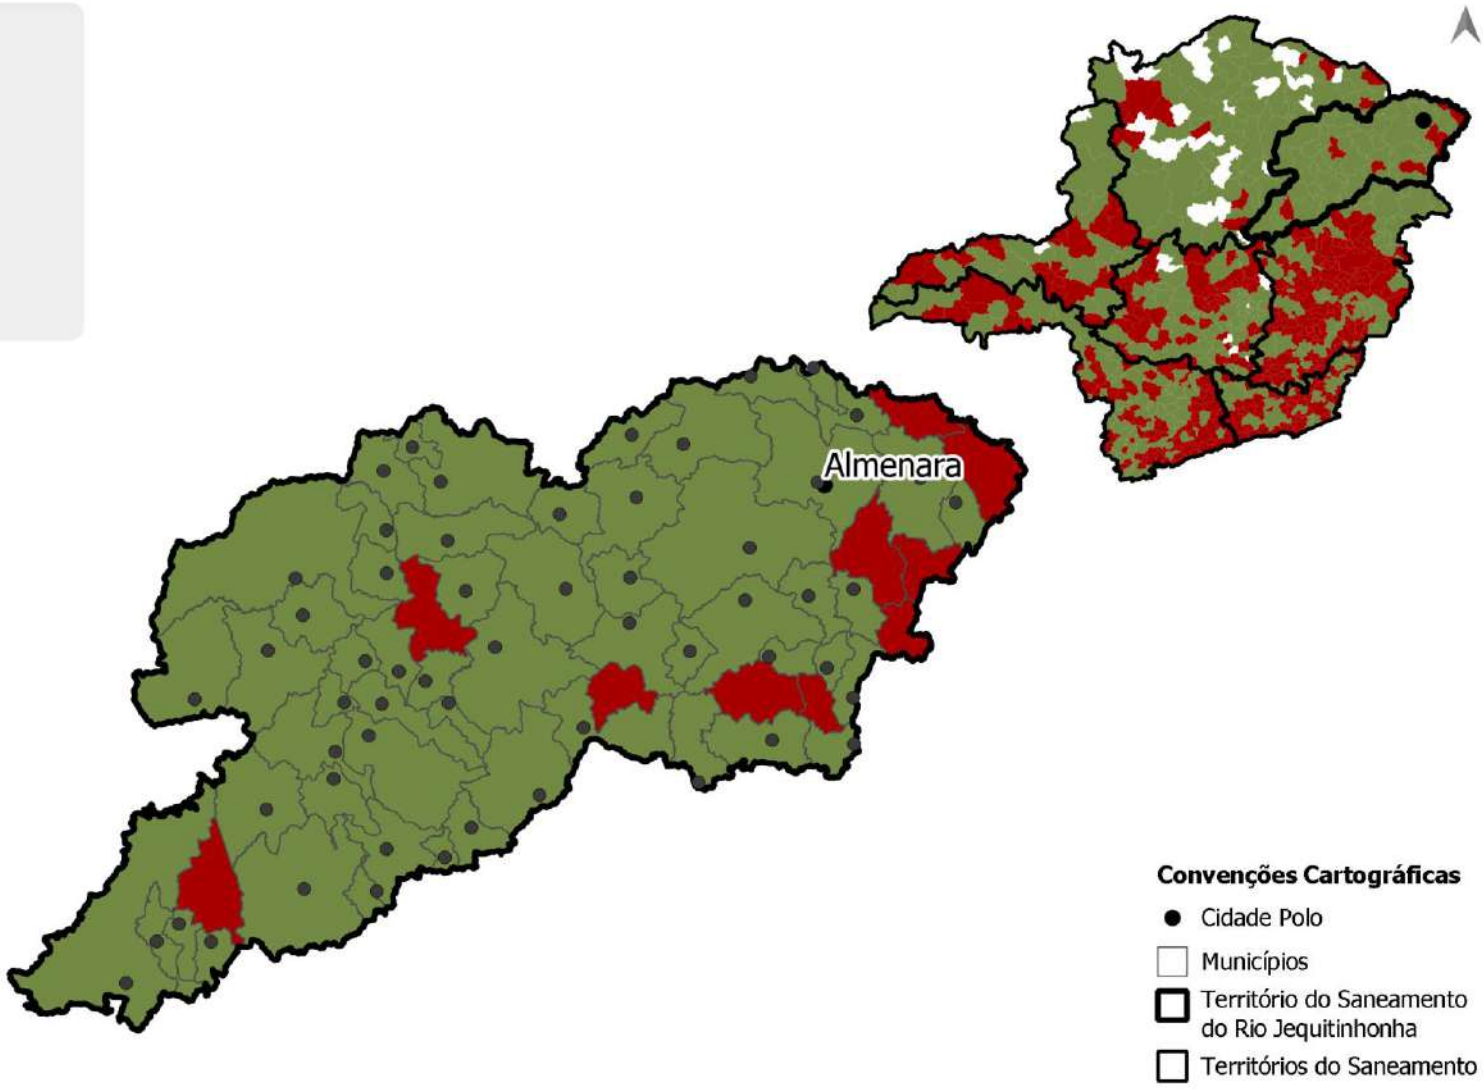 Almenara
Convenções Cartográficas
Cidade Polo
Municípios
Território do Saneamento
do Rio Jequitinhonha
Territórios do Saneamento